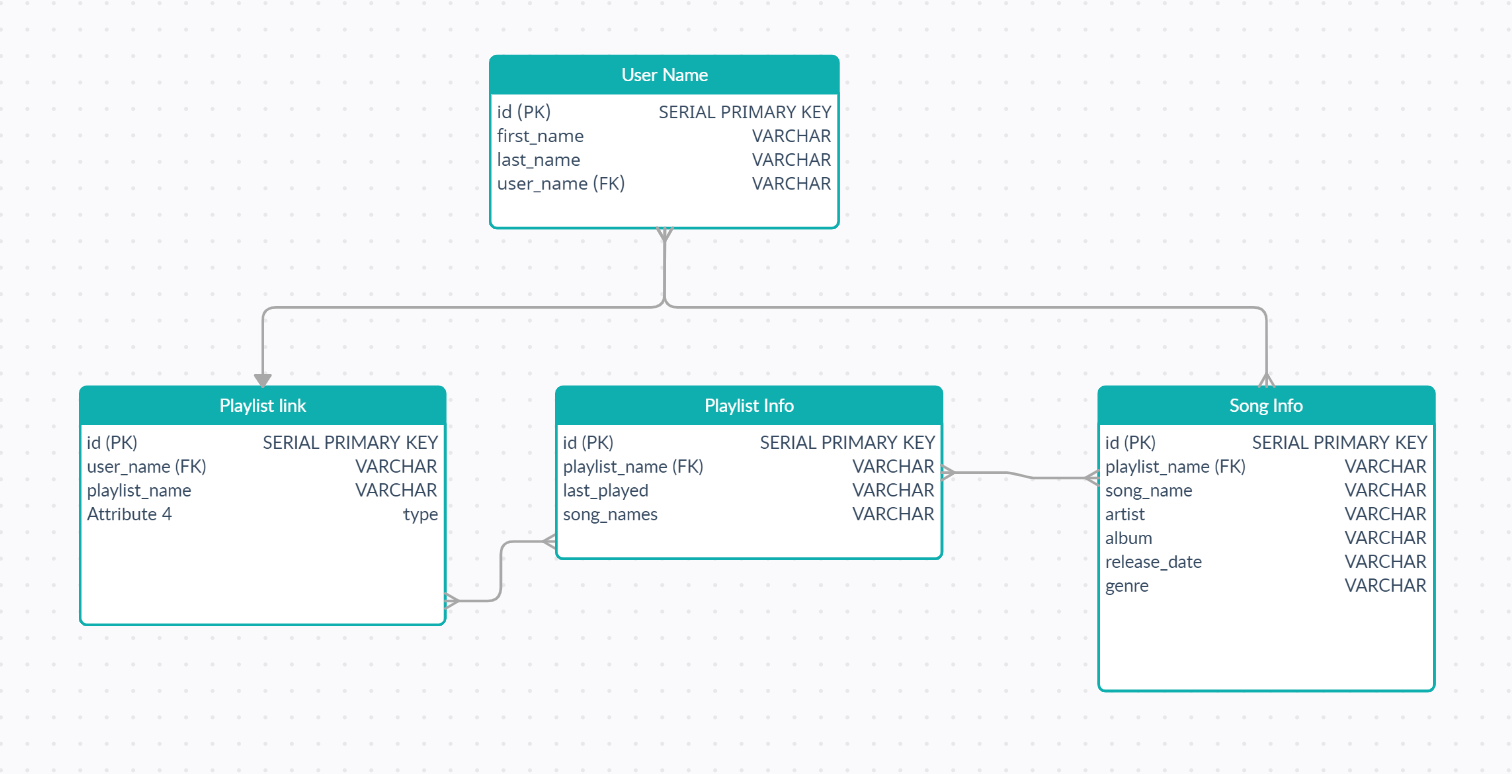 User Name
id (PK) SERIAL PRIMARY KEY
first_name VARCHAR
last_name VARCHAR
user_name (FK) VARCHAR
Playlist link
id (PK) SERIAL PRIMARY KEY
user_name (FK) VARCHAR
playlist_name VARCHAR
Attribute 4 type
Playlist Info
id (PK) SERIAL PRIMARY KEY
playlist_name (FK) VARCHAR
last_played VARCHAR
song_names VARCHAR
Song Info
id (PK) SERIAL PRIMARY KEY
playlist_name (FK) VARCHAR
song_name VARCHAR
artist VARCHAR
album VARCHAR
release_date VARCHAR
genre VARCHAR